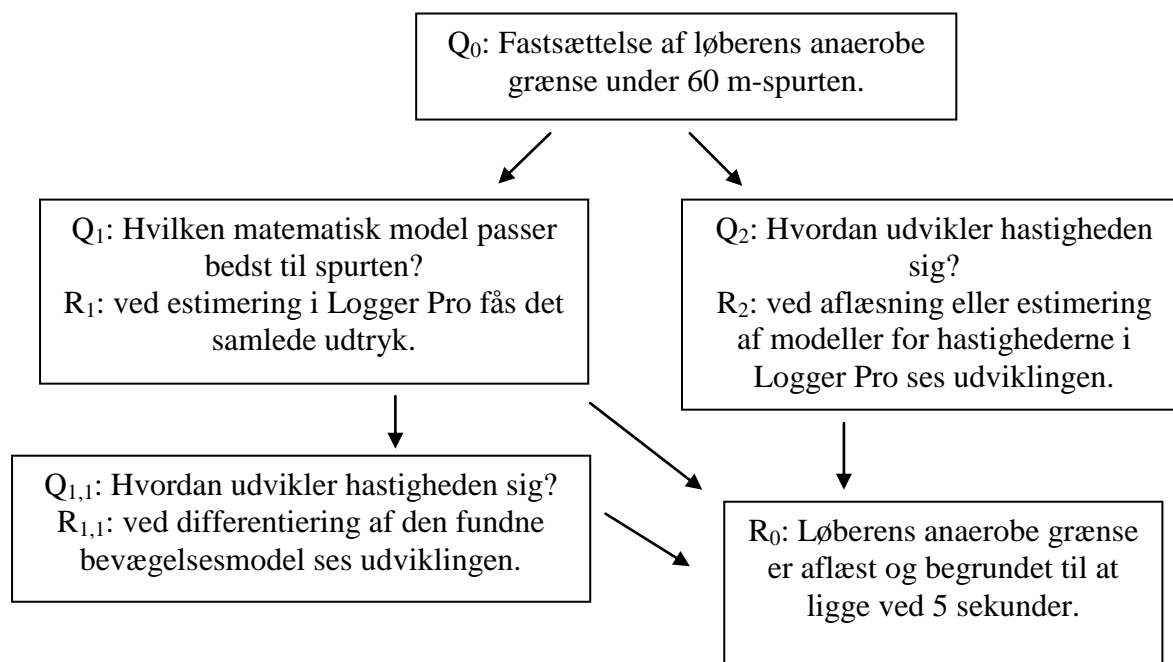 Q₀: Fastsættelse af løberens anaerobe
grænse under 60 m-spurten.
Q₁: Hvilken matematisk model passer
bedst til spurten?
R₁: ved estimering i Logger Pro fås det
samlede udtryk.
Q₂: Hvordan udvikler hastigheden
sig?
R₂: ved aflæsning eller estimering
af modeller for hastighederne i
Logger Pro ses udviklingen.
Q₁,₁: Hvordan udvikler hastigheden sig?
R₁,₁: ved differentiering af den fundne
bevægelsesmodel ses udviklingen.
R₀: Løberens anaerobe grænse
er aflæst og begrundet til at
ligge ved 5 sekunder.